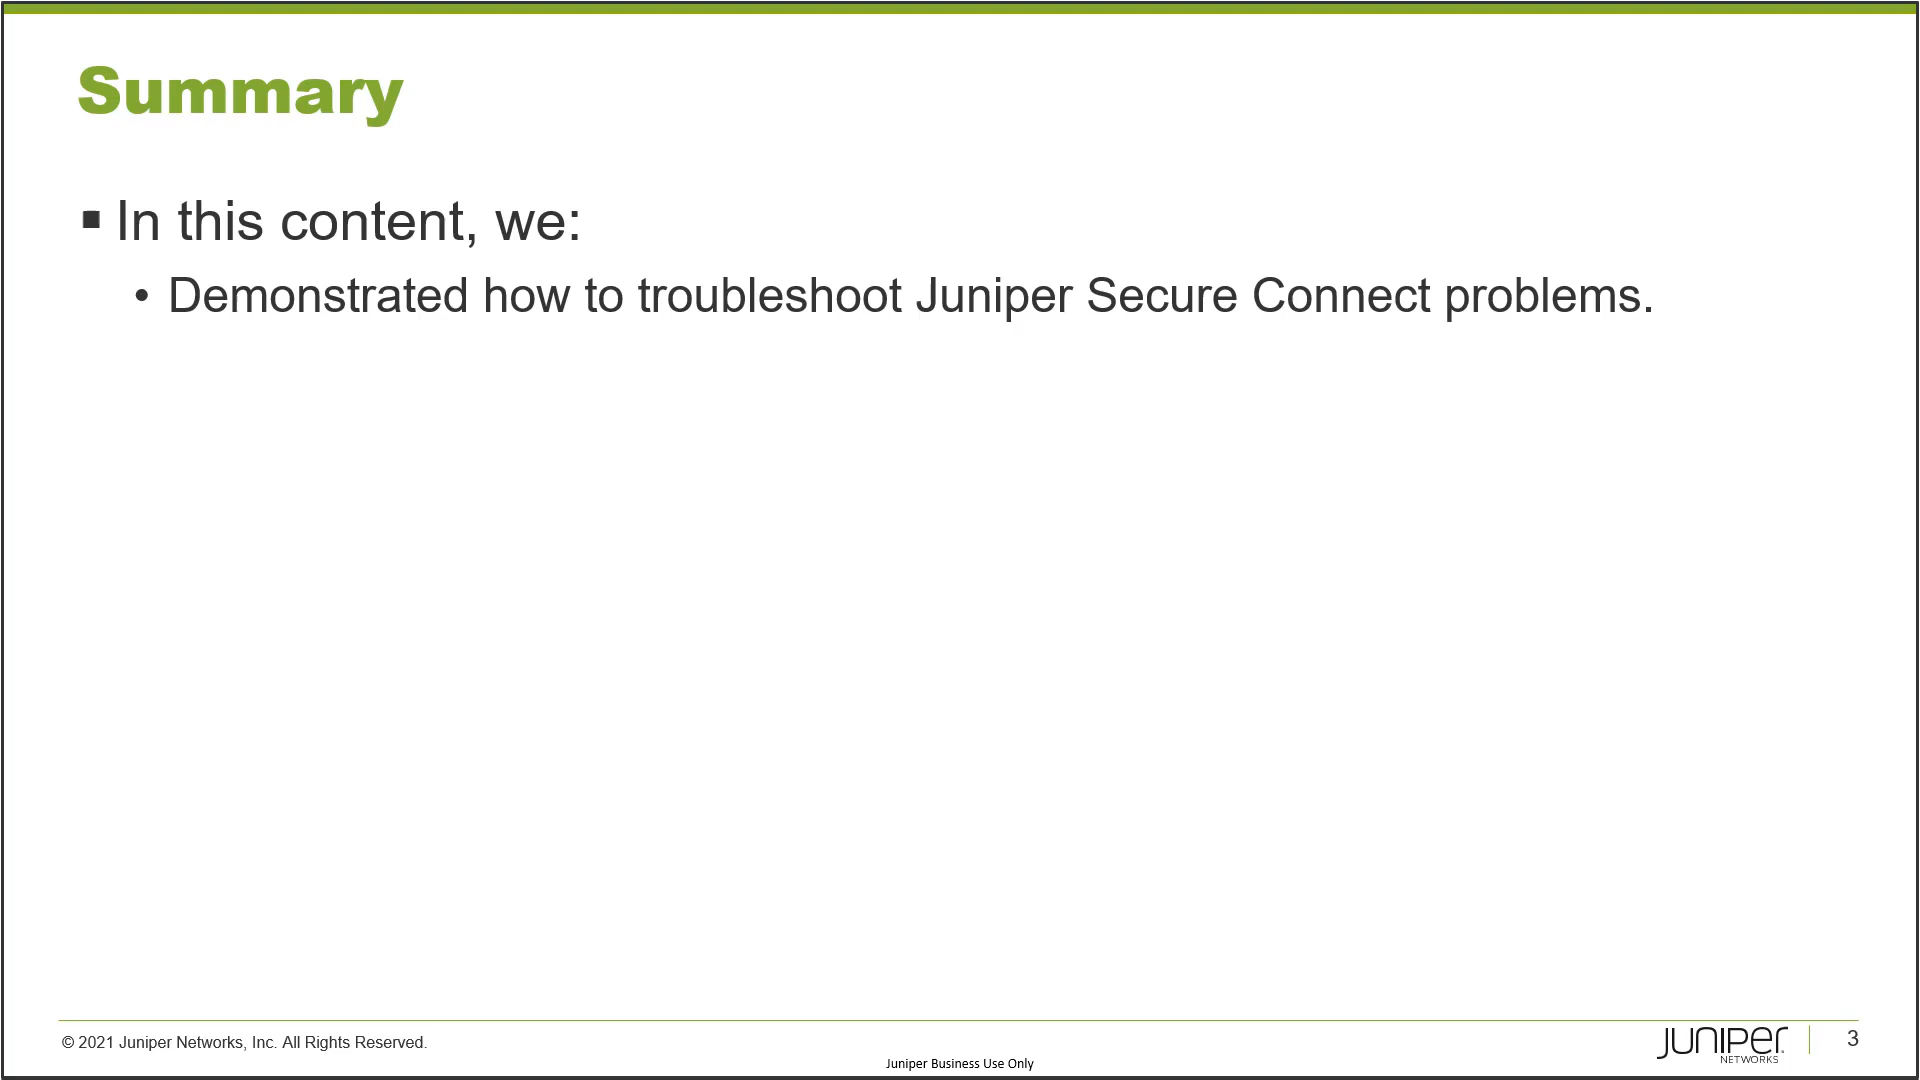 Summary
▪ In this content, we:
• Demonstrated how to troubleshoot Juniper Secure Connect problems.
© 2021 Juniper Networks, Inc. All Rights Reserved.
Juniper Business Use Only
JUNIPer
NETWORKS
3